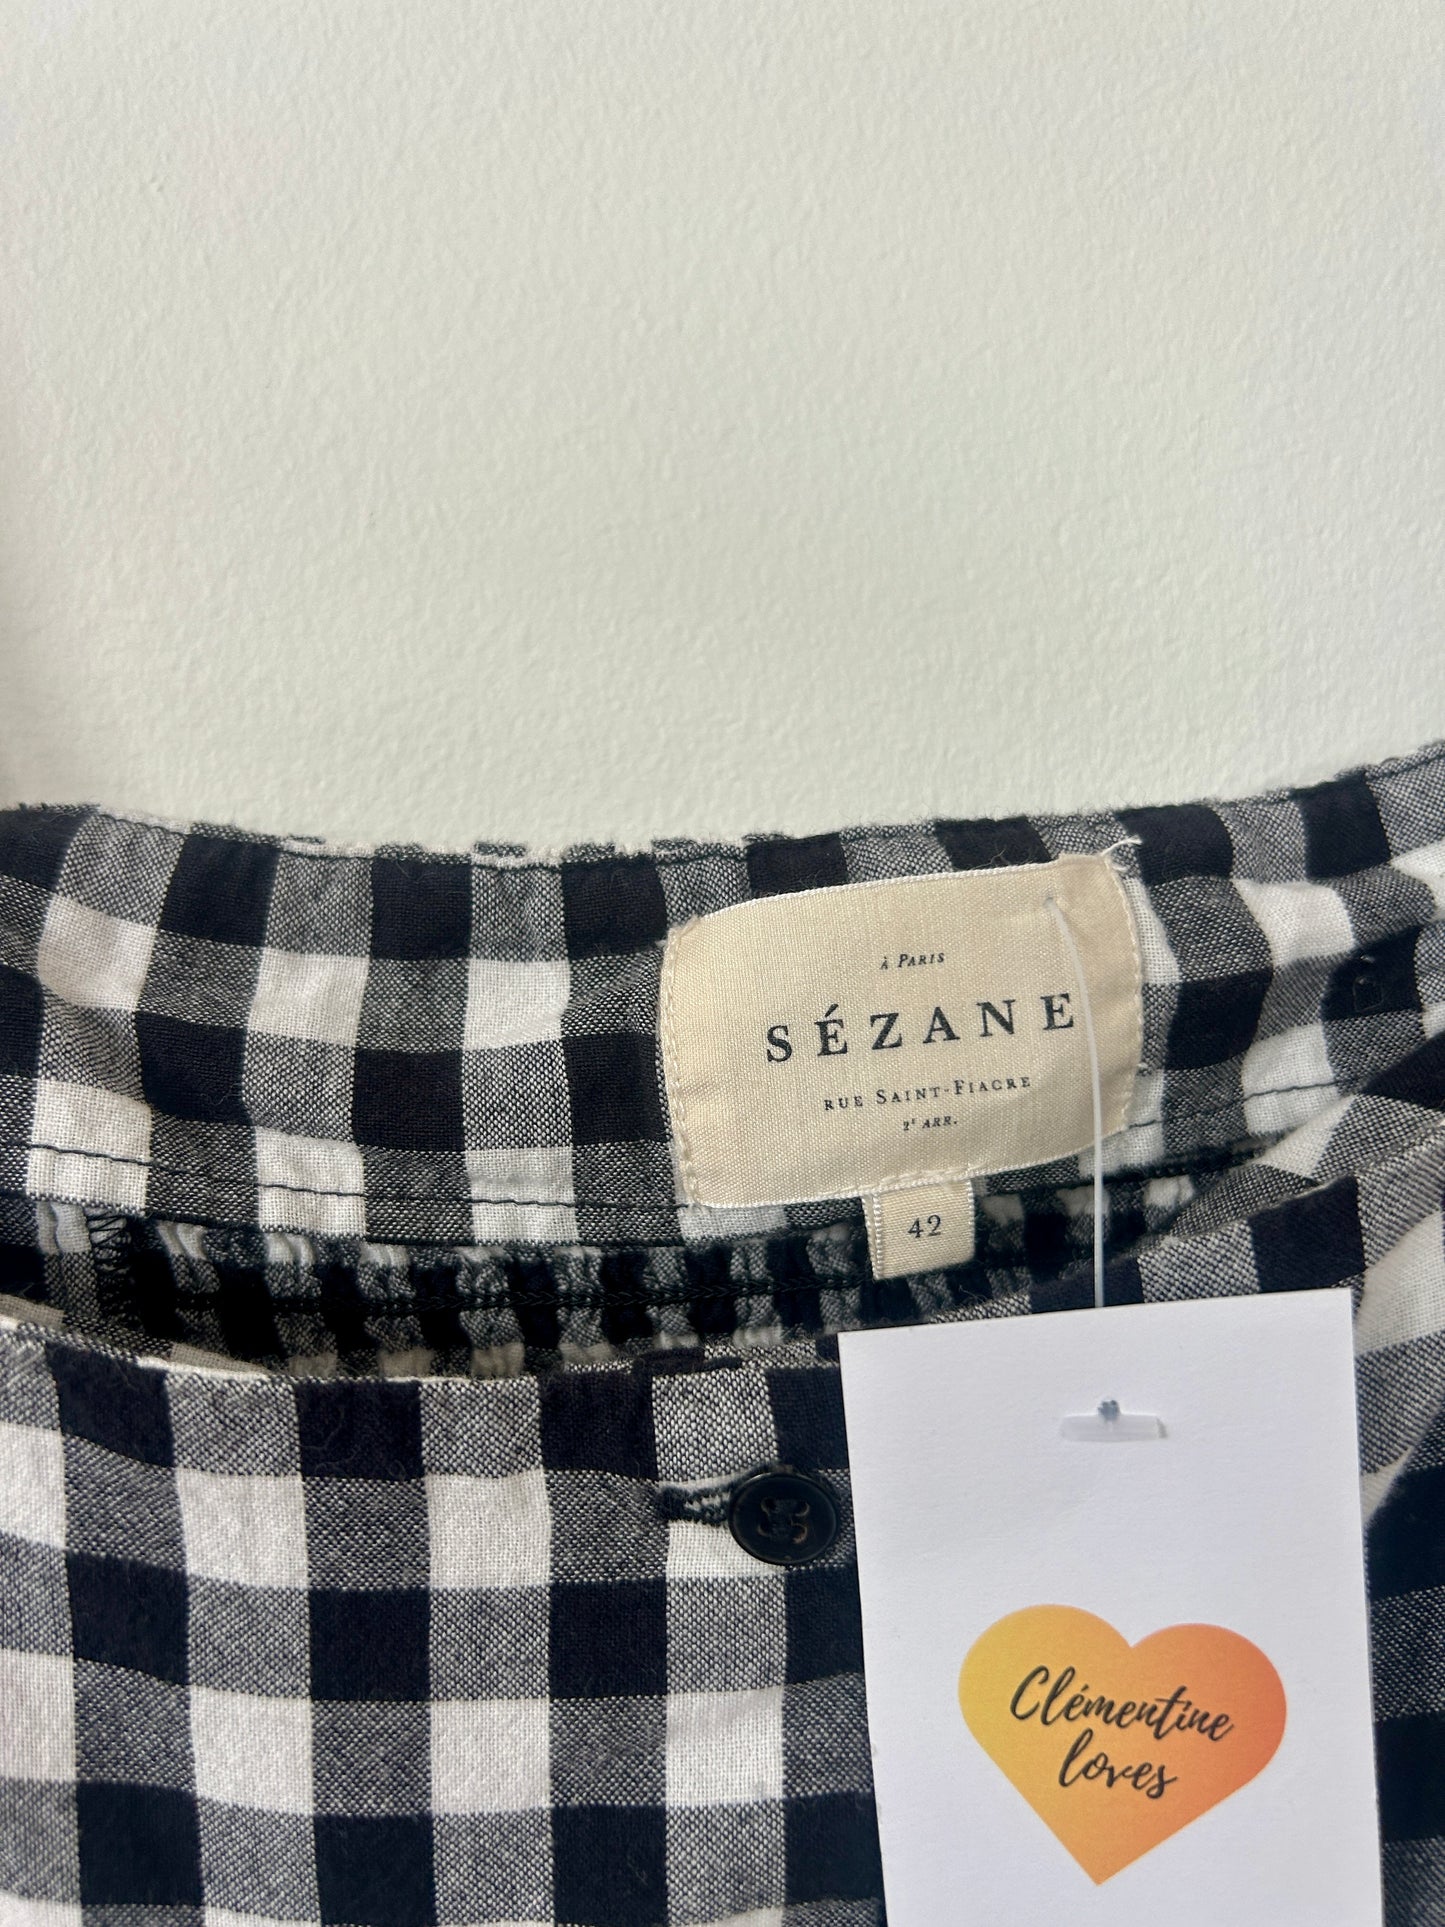 à Paris
SÉZANE
rue Saint-Fiacre
2e arr.
42
Clémentine
loves